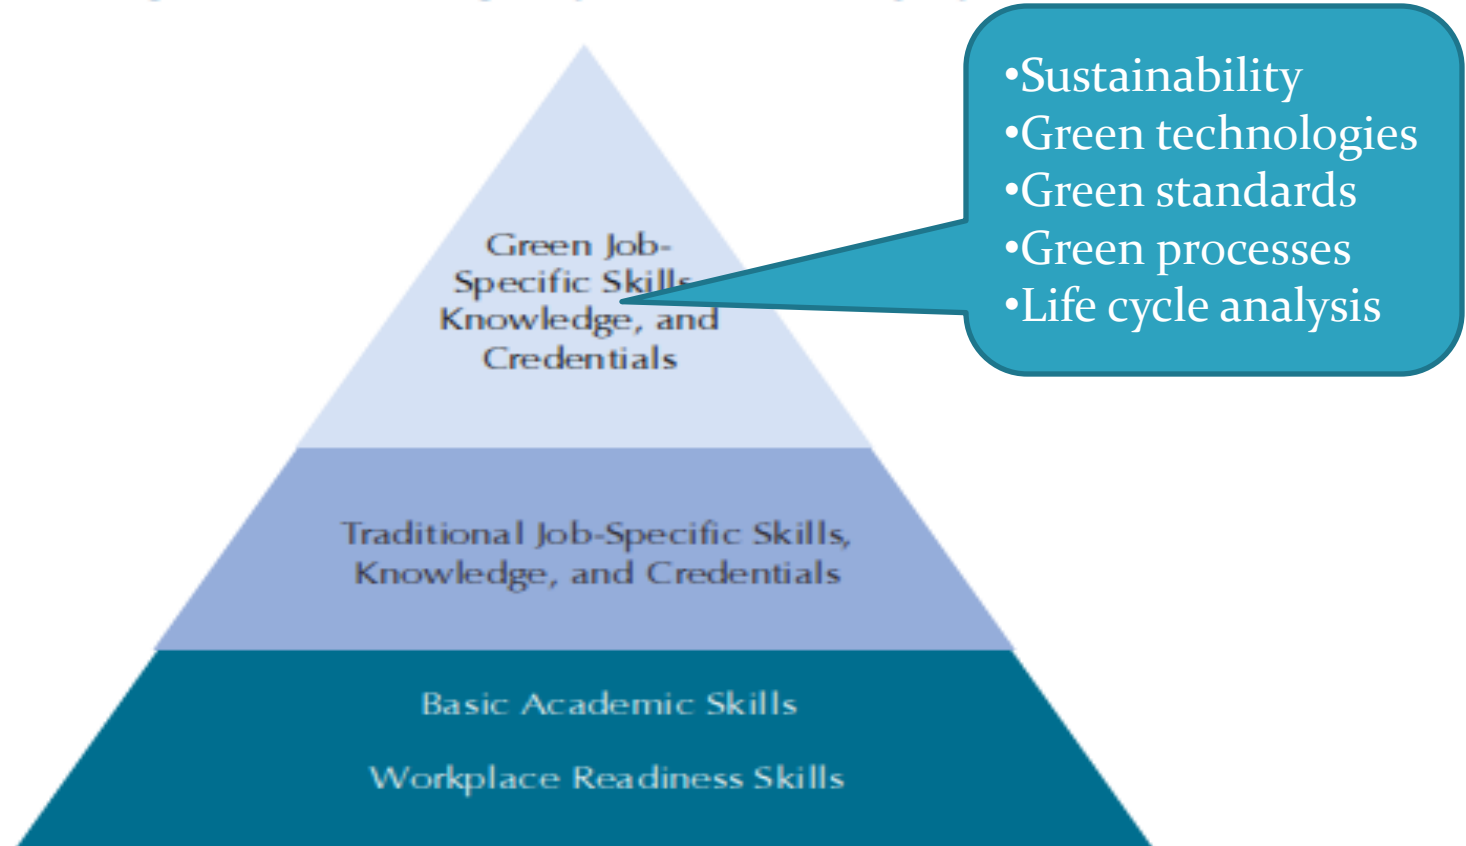 Green Job-
Specific Skills
Knowledge, and
Credentials
Traditional Job-Specific Skills,
Knowledge, and Credentials
Basic Academic Skills
Workplace Readiness Skills
•Sustainability
•Green technologies
•Green standards
•Green processes
•Life cycle analysis